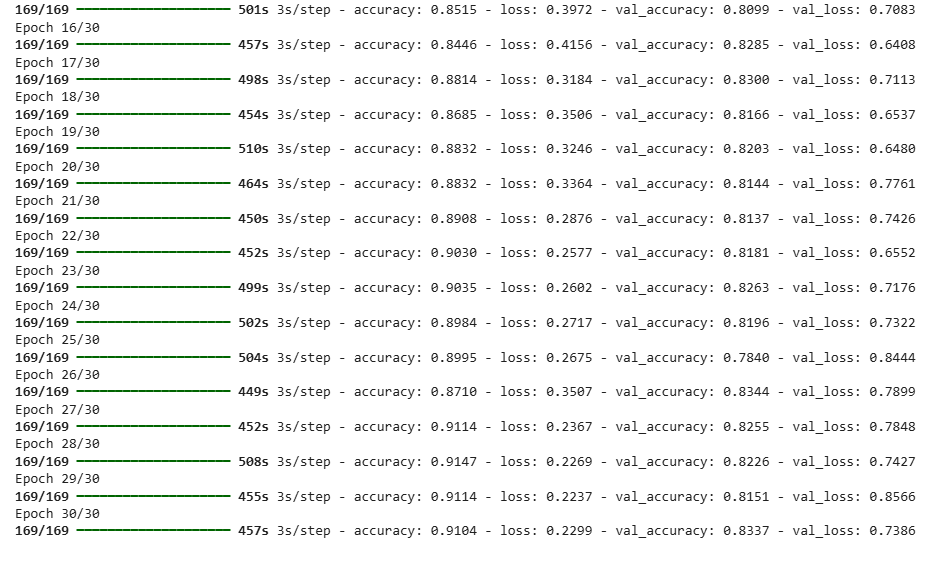 169/169 ━━━━━━━━━━━━━━━━━━━━ 501s 3s/step - accuracy: 0.8515 - loss: 0.3972 - val_accuracy: 0.8099 - val_loss: 0.7083
Epoch 16/30
169/169 ━━━━━━━━━━━━━━━━━━━━ 457s 3s/step - accuracy: 0.8446 - loss: 0.4156 - val_accuracy: 0.8285 - val_loss: 0.6408
Epoch 17/30
169/169 ━━━━━━━━━━━━━━━━━━━━ 498s 3s/step - accuracy: 0.8814 - loss: 0.3184 - val_accuracy: 0.8300 - val_loss: 0.7113
Epoch 18/30
169/169 ━━━━━━━━━━━━━━━━━━━━ 454s 3s/step - accuracy: 0.8685 - loss: 0.3506 - val_accuracy: 0.8166 - val_loss: 0.6537
Epoch 19/30
169/169 ━━━━━━━━━━━━━━━━━━━━ 510s 3s/step - accuracy: 0.8832 - loss: 0.3246 - val_accuracy: 0.8203 - val_loss: 0.6480
Epoch 20/30
169/169 ━━━━━━━━━━━━━━━━━━━━ 464s 3s/step - accuracy: 0.8832 - loss: 0.3364 - val_accuracy: 0.8144 - val_loss: 0.7761
Epoch 21/30
169/169 ━━━━━━━━━━━━━━━━━━━━ 450s 3s/step - accuracy: 0.8908 - loss: 0.2876 - val_accuracy: 0.8137 - val_loss: 0.7426
Epoch 22/30
169/169 ━━━━━━━━━━━━━━━━━━━━ 452s 3s/step - accuracy: 0.9030 - loss: 0.2577 - val_accuracy: 0.8181 - val_loss: 0.6552
Epoch 23/30
169/169 ━━━━━━━━━━━━━━━━━━━━ 499s 3s/step - accuracy: 0.9035 - loss: 0.2602 - val_accuracy: 0.8263 - val_loss: 0.7176
Epoch 24/30
169/169 ━━━━━━━━━━━━━━━━━━━━ 502s 3s/step - accuracy: 0.8984 - loss: 0.2717 - val_accuracy: 0.8196 - val_loss: 0.7322
Epoch 25/30
169/169 ━━━━━━━━━━━━━━━━━━━━ 504s 3s/step - accuracy: 0.8995 - loss: 0.2675 - val_accuracy: 0.7840 - val_loss: 0.8444
Epoch 26/30
169/169 ━━━━━━━━━━━━━━━━━━━━ 449s 3s/step - accuracy: 0.8710 - loss: 0.3507 - val_accuracy: 0.8344 - val_loss: 0.7899
Epoch 27/30
169/169 ━━━━━━━━━━━━━━━━━━━━ 452s 3s/step - accuracy: 0.9114 - loss: 0.2367 - val_accuracy: 0.8255 - val_loss: 0.7848
Epoch 28/30
169/169 ━━━━━━━━━━━━━━━━━━━━ 508s 3s/step - accuracy: 0.9147 - loss: 0.2269 - val_accuracy: 0.8226 - val_loss: 0.7427
Epoch 29/30
169/169 ━━━━━━━━━━━━━━━━━━━━ 455s 3s/step - accuracy: 0.9114 - loss: 0.2237 - val_accuracy: 0.8151 - val_loss: 0.8566
Epoch 30/30
169/169 ━━━━━━━━━━━━━━━━━━━━ 457s 3s/step - accuracy: 0.9104 - loss: 0.2299 - val_accuracy: 0.8337 - val_loss: 0.7386